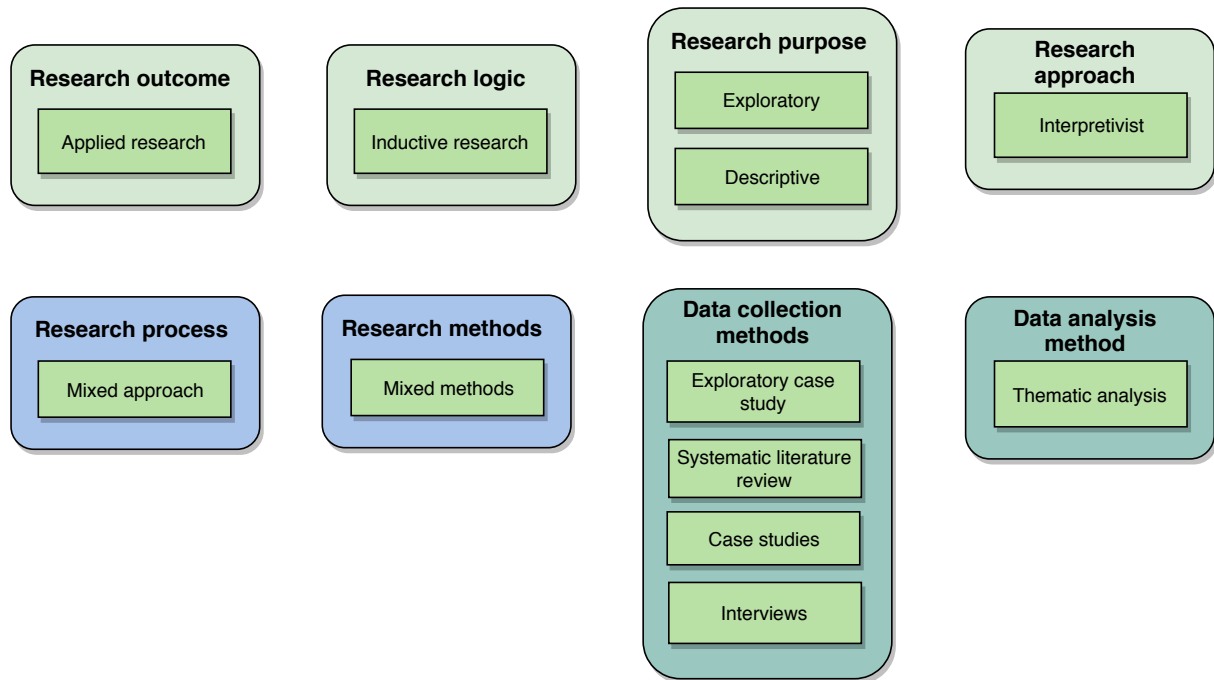 Research outcome
Applied research
Research logic
Inductive research
Research purpose
Exploratory
Descriptive
Research
approach
Interpretivist
Research process
Mixed approach
Research methods
Mixed methods
Data collection
methods
Exploratory case
study
Systematic literature
review
Case studies
Interviews
Data analysis
method
Thematic analysis